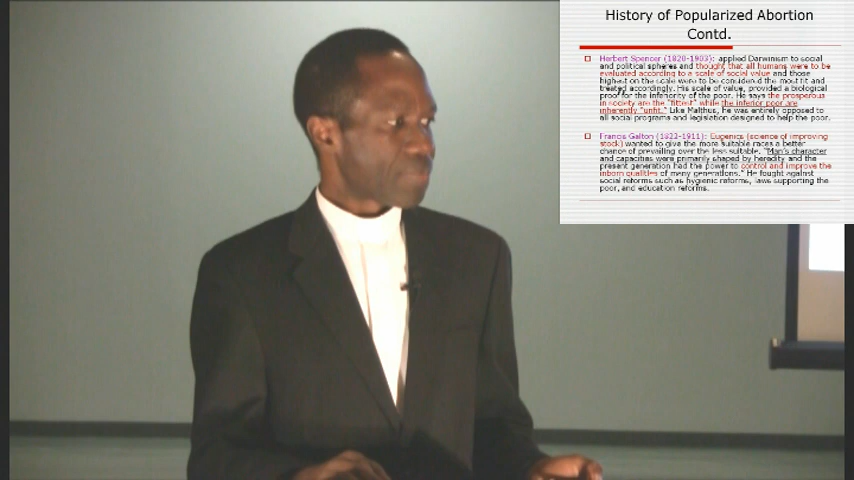 History of Popularized Abortion
Contd.
Herbert Spencer (1820-1903): applied Darwinism to social
and political spheres and thought that all humans were to be
evaluated according to a scale of social value and those
highest on the scale were to be considered the most fit and
treated accordingly. His scale of value, provided a biological
proof for the inferiority of the poor. He says the prosperous
in society are the "fittest" while the inferior poor are
inherently "unfit." Like Malthus, he was entirely opposed to
all social programs and legislation designed to help the poor.
Francis Galton (1822-1911): Eugenics (science of improving
stock) wanted to give the more suitable races a better
chance of prevailing over the less suitable. "Man's character
and capacities were primarily shaped by heredity and the
present generation had the power to control and improve the
inborn qualities of many generations." He fought against
social reforms such as hygienic reforms, laws supporting the
poor, and education reforms.